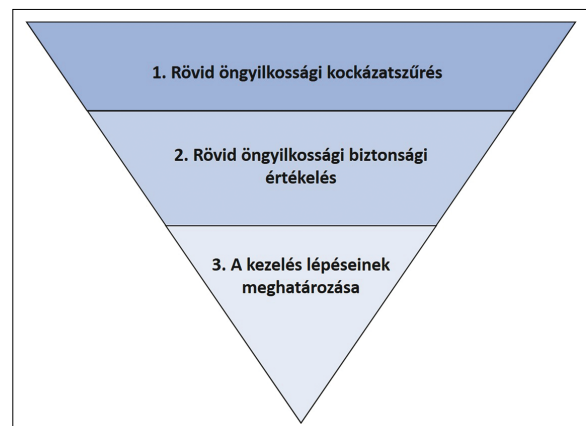 1. Rövid öngyilkossági kockázatszűrés
2. Rövid öngyilkossági biztonsági
értékelés
3. A kezelés lépéseinek
meghatározása